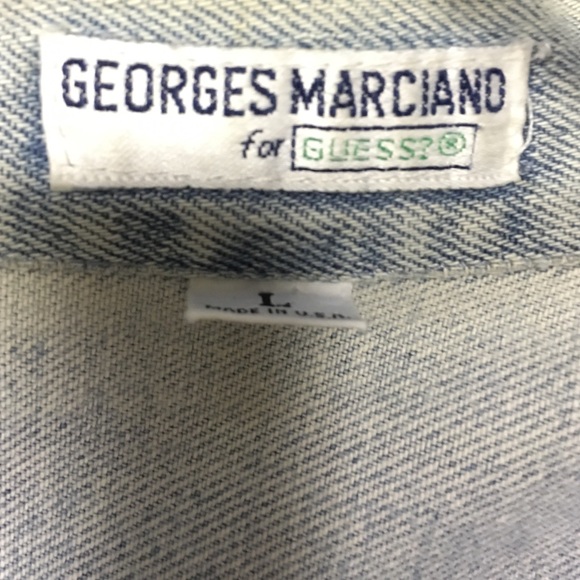 GEORGES MARCIANO
for GUESS?®
L
MADE IN U.S.A.